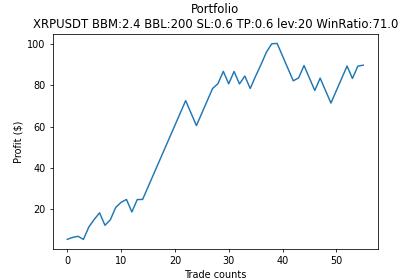 Portfolio
XRPUSDT BBM:2.4 BBL:200 SL:0.6 TP:0.6 lev:20 WinRatio:71.0
100
80
60
40
20
Profit ($)
0 10 20 30 40 50
Trade counts